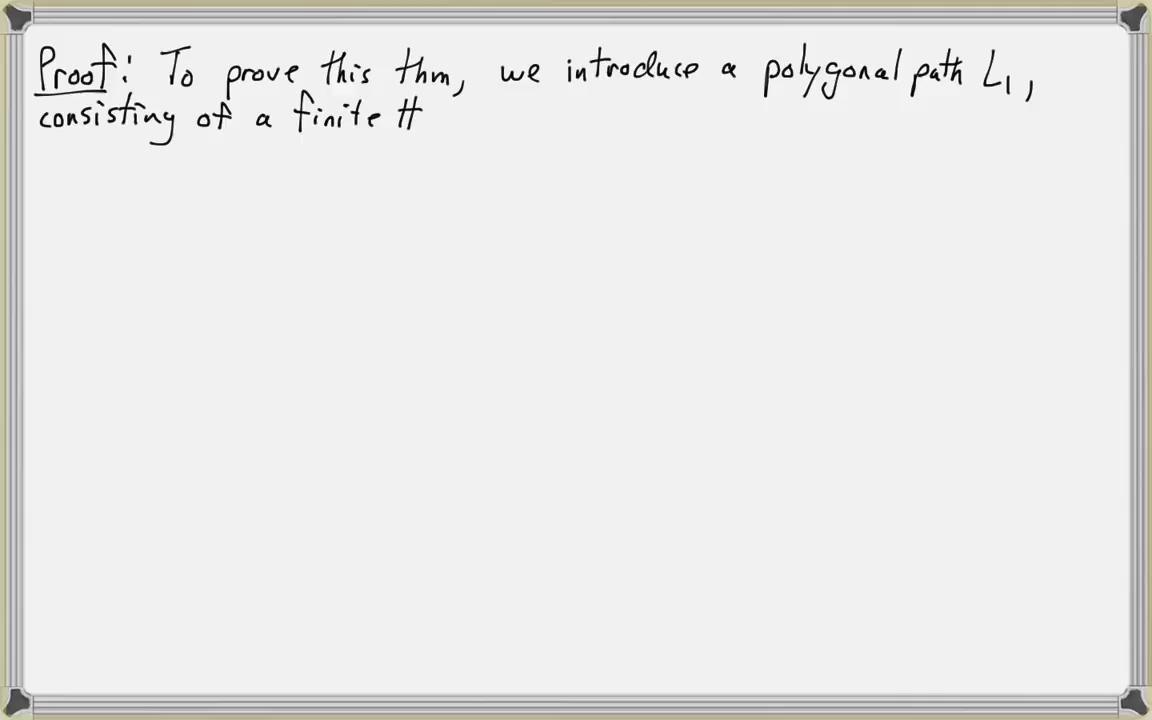 Proof: To prove this thm, we introduce a polygonal path L₁,
consisting of a finite #